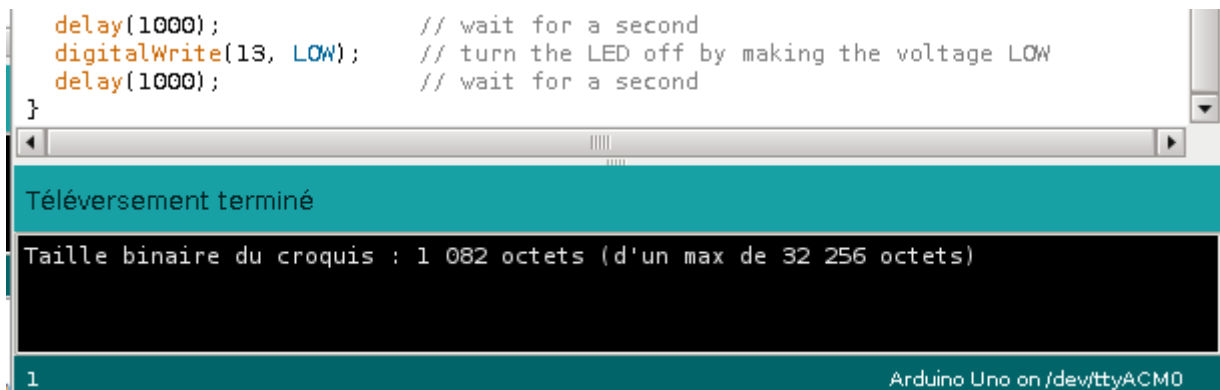 delay(1000);               // wait for a second
digitalWrite(13, LOW);    // turn the LED off by making the voltage LOW
delay(1000);               // wait for a second
}
Téléversement terminé
Taille binaire du croquis : 1 082 octets (d'un max de 32 256 octets)
1 Arduino Uno on /dev/ttyACM0